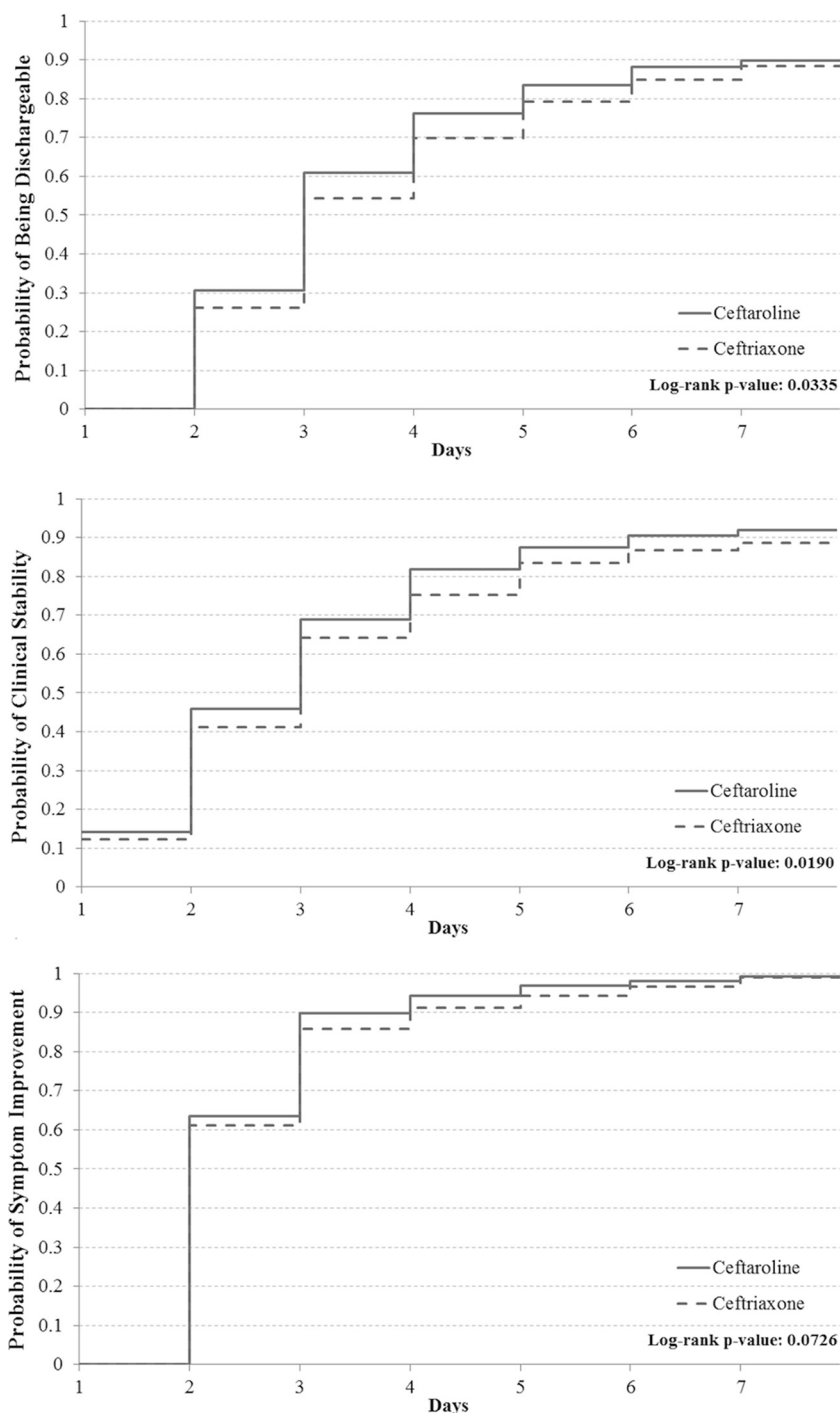 Probability of Being Dischargeable
1
0.9
0.8
0.7
0.6
0.5
0.4
0.3
0.2
0.1
0
Ceftaroline
Ceftriaxone
Log-rank p-value: 0.0335
1 2 3 4 5 6 7
Days
Probability of Clinical Stability
1
0.9
0.8
0.7
0.6
0.5
0.4
0.3
0.2
0.1
0
Ceftaroline
Ceftriaxone
Log-rank p-value: 0.0190
1 2 3 4 5 6 7
Days
Probability of Symptom Improvement
1
0.9
0.8
0.7
0.6
0.5
0.4
0.3
0.2
0.1
0
Ceftaroline
Ceftriaxone
Log-rank p-value: 0.0726
1 2 3 4 5 6 7
Days